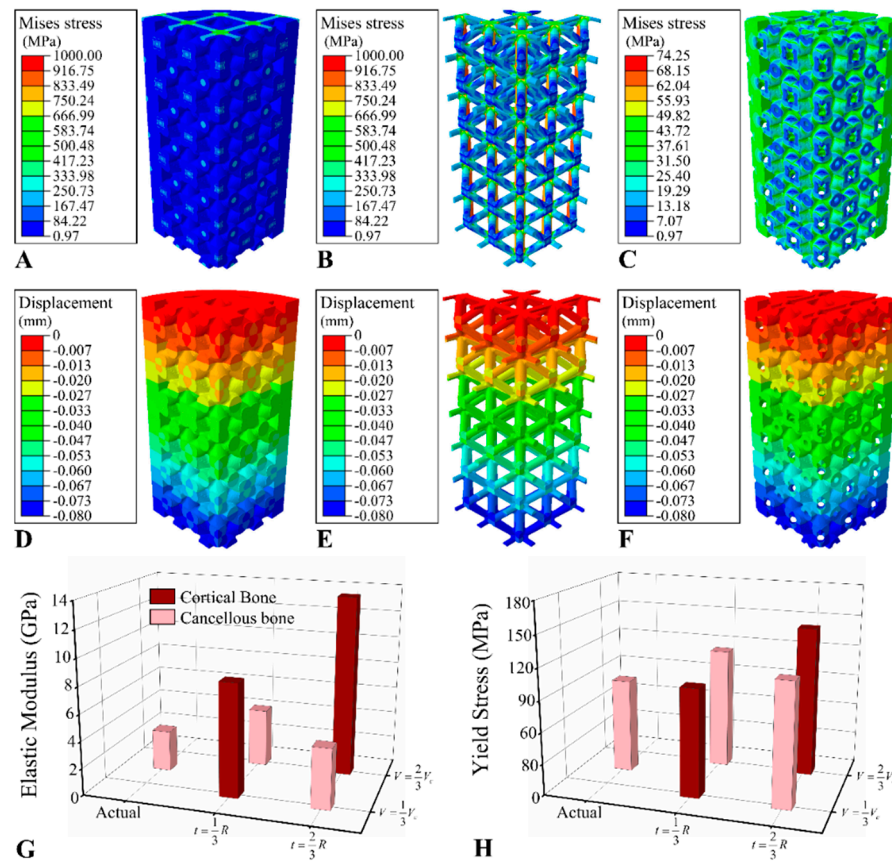 Mises stress
(MPa)
1000.00
916.75
833.49
750.24
666.99
583.74
500.48
417.23
333.98
250.73
167.47
84.22
0.97
A
Mises stress
(MPa)
1000.00
916.75
833.49
750.24
666.99
583.74
500.48
417.23
333.98
250.73
167.47
84.22
0.97
B
Mises stress
(MPa)
74.25
68.15
62.04
55.93
49.82
43.72
37.61
31.50
25.40
19.29
13.18
7.07
0.97
C
Displacement
(mm)
0
-0.007
-0.013
-0.020
-0.027
-0.033
-0.040
-0.047
-0.053
-0.060
-0.067
-0.073
-0.080
D
Displacement
(mm)
0
-0.007
-0.013
-0.020
-0.027
-0.033
-0.040
-0.047
-0.053
-0.060
-0.067
-0.073
-0.080
E
Displacement
(mm)
0
-0.007
-0.013
-0.020
-0.027
-0.033
-0.040
-0.047
-0.053
-0.060
-0.067
-0.073
-0.080
F
Elastic Modulus (GPa)
14
12
10
8
6
4
2
0
Cortical Bone
Cancellous bone
Actual
t = 1/3 R
t = 2/3 R
V = 1/3 Vc
V = 2/3 Vc
G
Yield Stress (MPa)
180
150
120
90
60
80
0
Actual
t = 1/3 R
t = 2/3 R
V = 1/3 Vc
V = 2/3 V
H